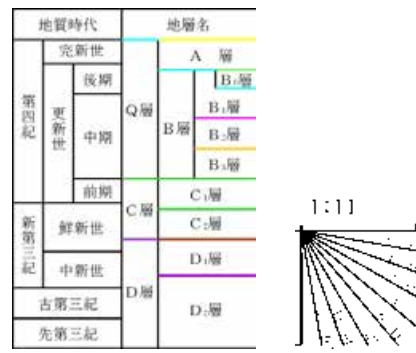 地質時代 地層名
第四紀 完新世 Q層 A 層
更新世 後期 B層 B₀層
中期 B₁層
B₂層
B₃層
前期 C層 C₁層
新第三紀 鮮新世 C₂層
中新世 D層 D₁層
古第三紀 D₂層
先第三紀
1:1]